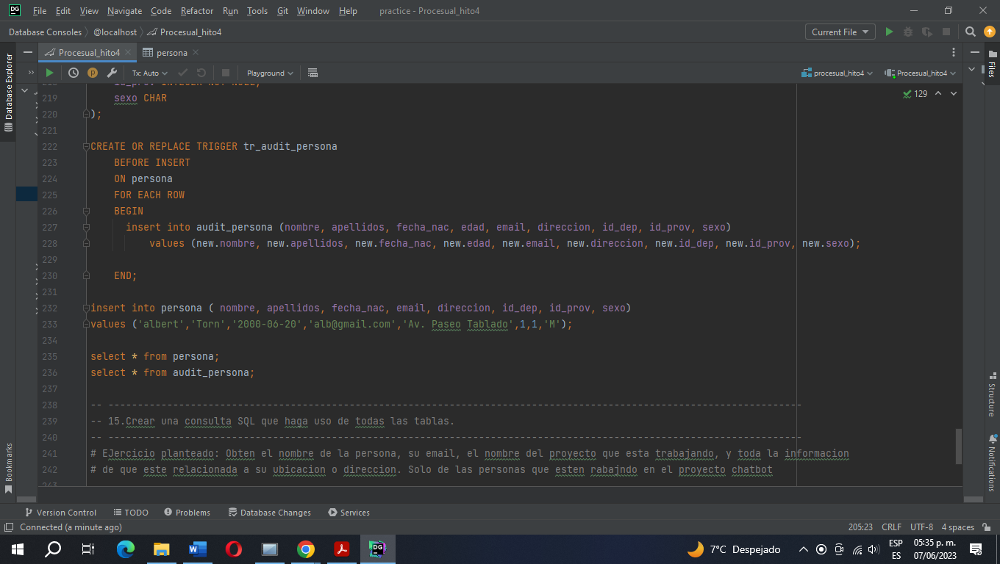 DG File Edit View Navigate Code Refactor Run Tools Git Window Help practice - Procesual_hito4
Database Consoles @localhost Procesual_hito4 Current File
Procesual_hito4 persona
Tx: Auto Playground procesual_hito4 Procesual_hito4
id_prov INTEGER NOT NULL,
219 sexo CHAR
220 );
221
222 CREATE OR REPLACE TRIGGER tr_audit_persona
223 BEFORE INSERT
224 ON persona
225 FOR EACH ROW
226 BEGIN
227 insert into audit_persona (nombre, apellidos, fecha_nac, edad, email, direccion, id_dep, id_prov, sexo)
228 values (new.nombre, new.apellidos, new.fecha_nac, new.edad, new.email, new.direccion, new.id_dep, new.id_prov, new.sexo);
229
230 END;
231
232 insert into persona ( nombre, apellidos, fecha_nac, email, direccion, id_dep, id_prov, sexo)
233 values ('albert','Torn','2000-06-20','alb@gmail.com','Av. Paseo Tablado',1,1,'M');
234
235 select * from persona;
236 select * from audit_persona;
237
238 -- ----------------------------------------------------------------------------------------------------------------------
239 -- 15.Crear una consulta SQL que haga uso de todas las tablas.
240 -- ----------------------------------------------------------------------------------------------------------------------
241 # EJercicio planteado: Obten el nombre de la persona, su email, el nombre del proyecto que esta trabajando, y toda la informacion
242 # de que este relacionada a su ubicacion o direccion. Solo de las personas que esten rabajndo en el proyecto chatbot
129
Database Explorer
Bookmarks
Files
Structure
Notifications
Version Control TODO Problems Database Changes Services
Connected (a minute ago) 205:23 CRLF UTF-8 4 spaces
7°C Despejado ESP ES 05:35 p. m. 07/06/2023